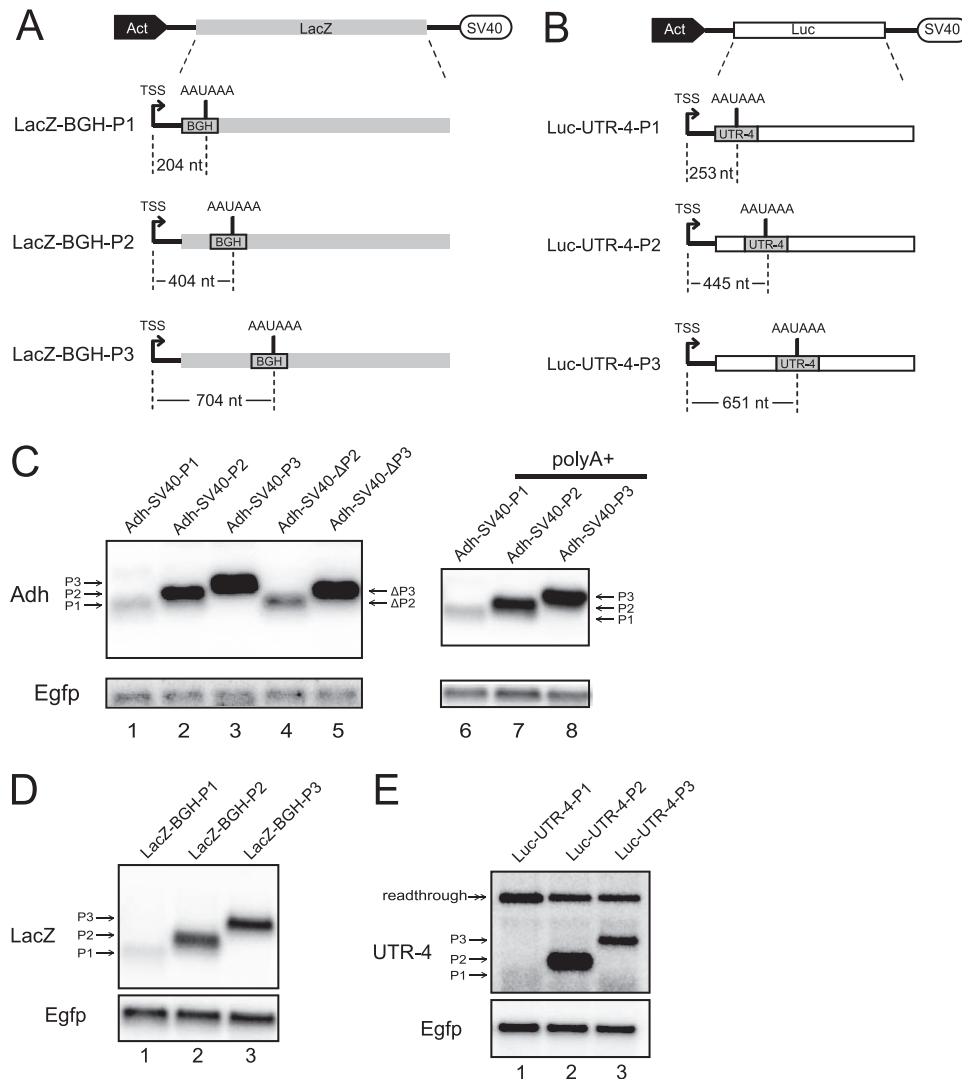 A
Act
LacZ
SV40
TSS
AAUAAA
LacZ-BGH-P1
BGH
204 nt
TSS
AAUAAA
LacZ-BGH-P2
BGH
404 nt
TSS
AAUAAA
LacZ-BGH-P3
BGH
704 nt
B
Act
Luc
SV40
TSS
AAUAAA
Luc-UTR-4-P1
UTR-4
253 nt
TSS
AAUAAA
Luc-UTR-4-P2
UTR-4
445 nt
TSS
AAUAAA
Luc-UTR-4-P3
UTR-4
651 nt
C
Adh-SV40-P1
Adh-SV40-P2
Adh-SV40-P3
Adh-SV40-ΔP2
Adh-SV40-ΔP3
Adh
P3
P2
P1
ΔP3
ΔP2
Egfp
1 2 3 4 5
polyA+
Adh-SV40-P1
Adh-SV40-P2
Adh-SV40-P3
P3
P2
P1
6 7 8
D
LacZ-BGH-P1
LacZ-BGH-P2
LacZ-BGH-P3
LacZ
P3
P2
P1
Egfp
1 2 3
E
Luc-UTR-4-P1
Luc-UTR-4-P2
Luc-UTR-4-P3
readthrough
UTR-4
P3
P2
P1
Egfp
1 2 3